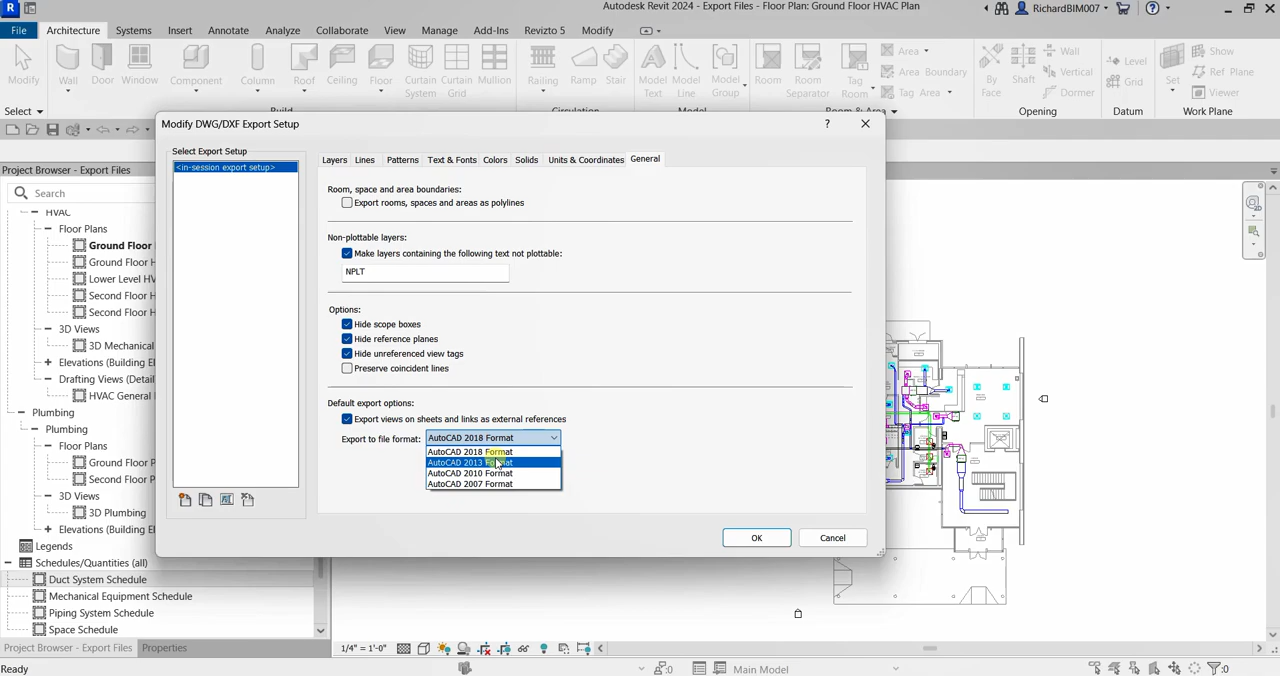 Autodesk Revit 2024 - Export Files - Floor Plan: Ground Floor HVAC Plan
RichardBIM007
File Architecture Systems Insert Annotate Analyze Collaborate View Manage Add-Ins Revizto 5 Modify
Modify Wall Door Window Component Column Roof Ceiling Floor Curtain System Curtain Grid Mullion Railing Ramp Stair Model Text Model Line Model Group Room Room Separator Tag Room Area Area Boundary Tag Area By Face Shaft Wall Vertical Dormer Level Grid Set Show Ref Plane Viewer
Select Build Circulation Model Room & Area Opening Datum Work Plane
Modify DWG/DXF Export Setup
? 
Select Export Setup
<in-session export setup>
Layers Lines Patterns Text & Fonts Colors Solids Units & Coordinates General
Room, space and area boundaries:
Export rooms, spaces and areas as polylines
Non-plottable layers:
Make layers containing the following text not plottable:
NPLT
Options:
Hide scope boxes
Hide reference planes
Hide unreferenced view tags
Preserve coincident lines
Default export options:
Export views on sheets and links as external references
Export to file format: AutoCAD 2018 Format
AutoCAD 2018 Format
AutoCAD 2013 Format
AutoCAD 2010 Format
AutoCAD 2007 Format
OK Cancel
Project Browser - Export Files
Search
HVAC
Floor Plans
Ground Floor
Ground Floor H
Lower Level HV
Second Floor H
Second Floor H
3D Views
3D Mechanical
Elevations (Building El
Drafting Views (Detail
HVAC General
Plumbing
Plumbing
Floor Plans
Ground Floor P
Second Floor P
3D Views
3D Plumbing
Elevations (Building El
Legends
Schedules/Quantities (all)
Duct System Schedule
Mechanical Equipment Schedule
Piping System Schedule
Space Schedule
Project Browser - Export Files Properties
1/4" = 1'-0"
Ready
:0
Main Model
:0